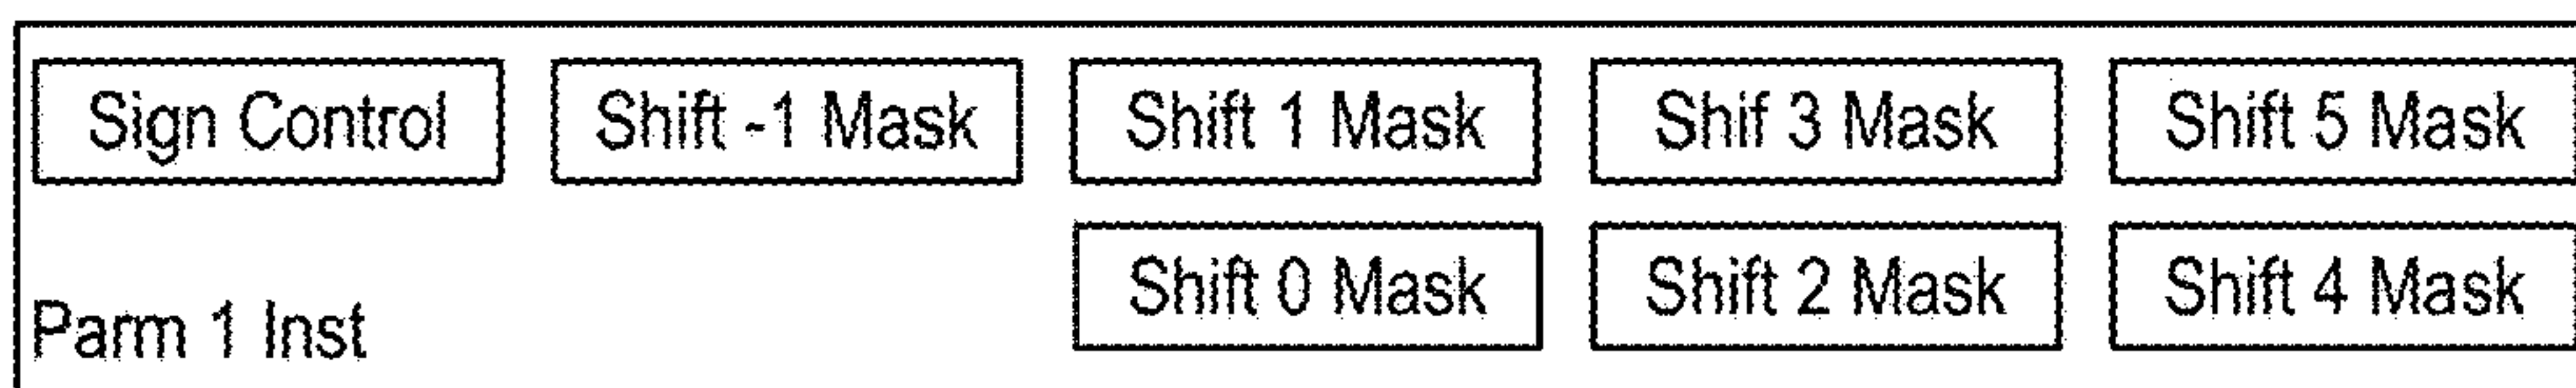 Sign Control
Shift -1 Mask
Shift 1 Mask
Shif 3 Mask
Shift 5 Mask
Shift 0 Mask
Shift 2 Mask
Shift 4 Mask
Parm 1 Inst